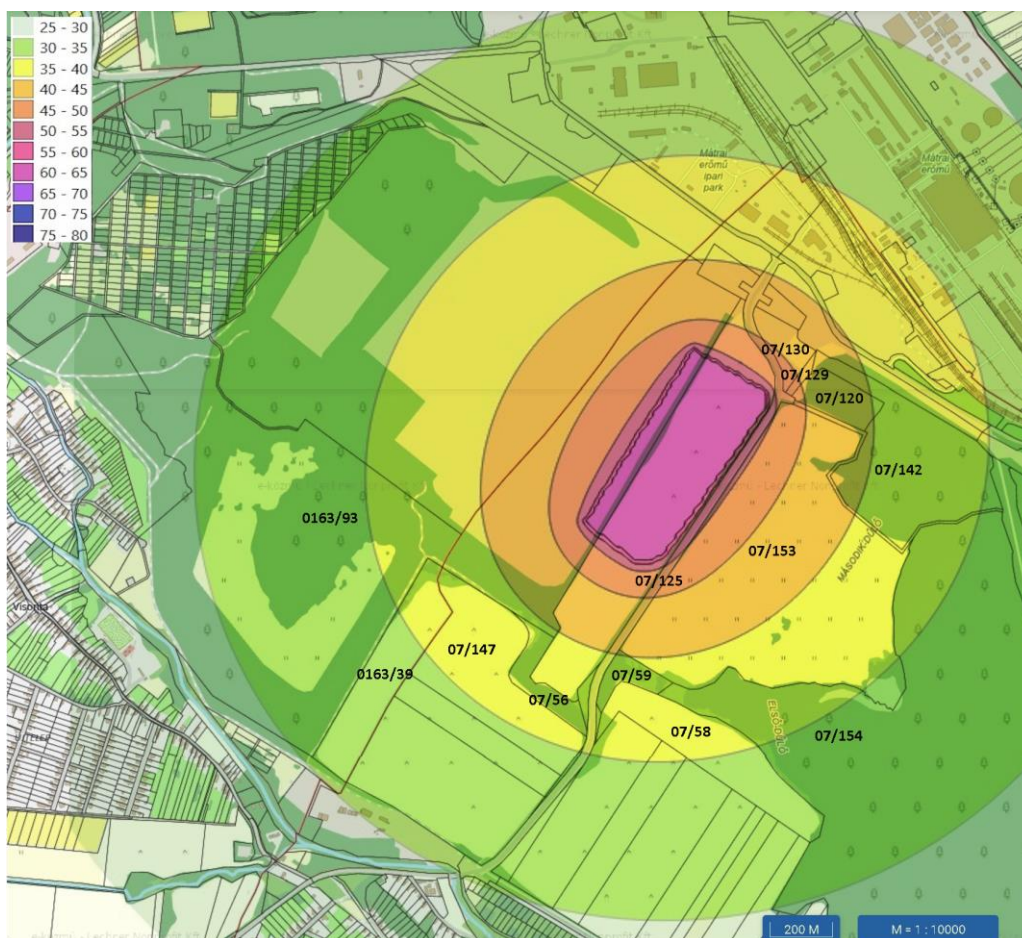 25 - 30
30 - 35
35 - 40
40 - 45
45 - 50
50 - 55
55 - 60
60 - 65
65 - 70
70 - 75
75 - 80
Mátrai
erőmű
ipari
park
Mátrai
erőmű
07/130
07/129
07/120
07/142
0163/93
07/153
MÁSODIK-DŰLŐ
07/125
Visonta
07/147
0163/39
07/59
07/56
07/58
ELSŐ-DŰLŐ
07/154
200 M
M = 1 : 10000